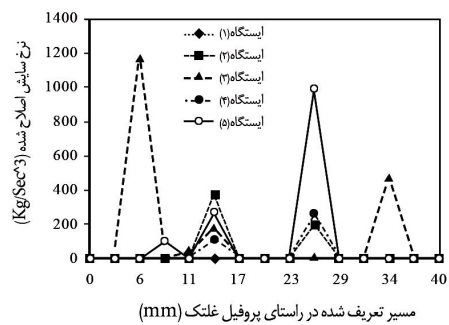 نرخ سایش اصلاح شده (Kg/Sec^3)
1400
1200
1000
800
600
400
200
0
ایستگاه(۱)
ایستگاه(۲)
ایستگاه(۳)
ایستگاه(۴)
ایستگاه(۵)
0 6 11 17 23 29 34 40
مسیر تعریف شده در راستای پروفیل غلتک (mm)